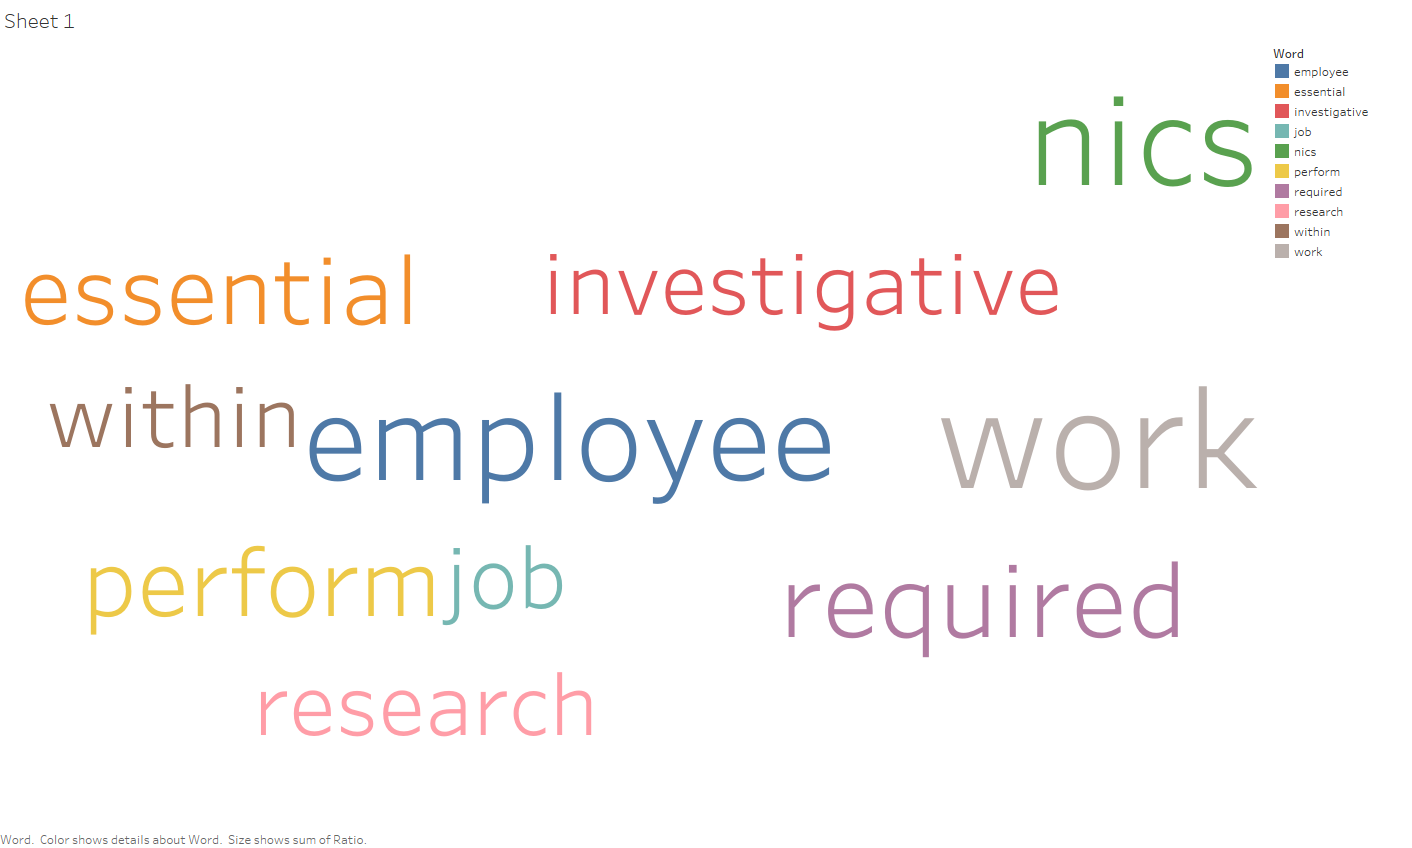 Sheet 1
Word
employee
essential
investigative
job
nics
perform
required
research
within
work
nics
essential
investigative
within
employee
work
perform
job
required
research
Word.  Color shows details about Word.  Size shows sum of Ratio.